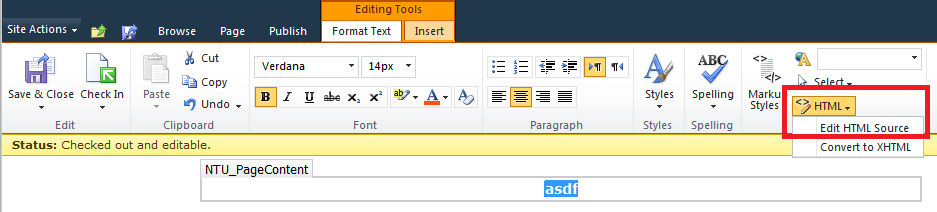 Editing Tools
Site Actions Browse Page Publish Format Text Insert
Save & Close
Check In
Paste
Cut
Copy
Undo
Verdana 14px
B I U abc x₂ x² ab A A
Styles
ABC
Spelling
Markup
Styles
Select
HTML
Edit HTML Source
Convert to XHTML
Edit Clipboard Font Paragraph Styles Spelling
Status: Checked out and editable.
NTU_PageContent
asdf